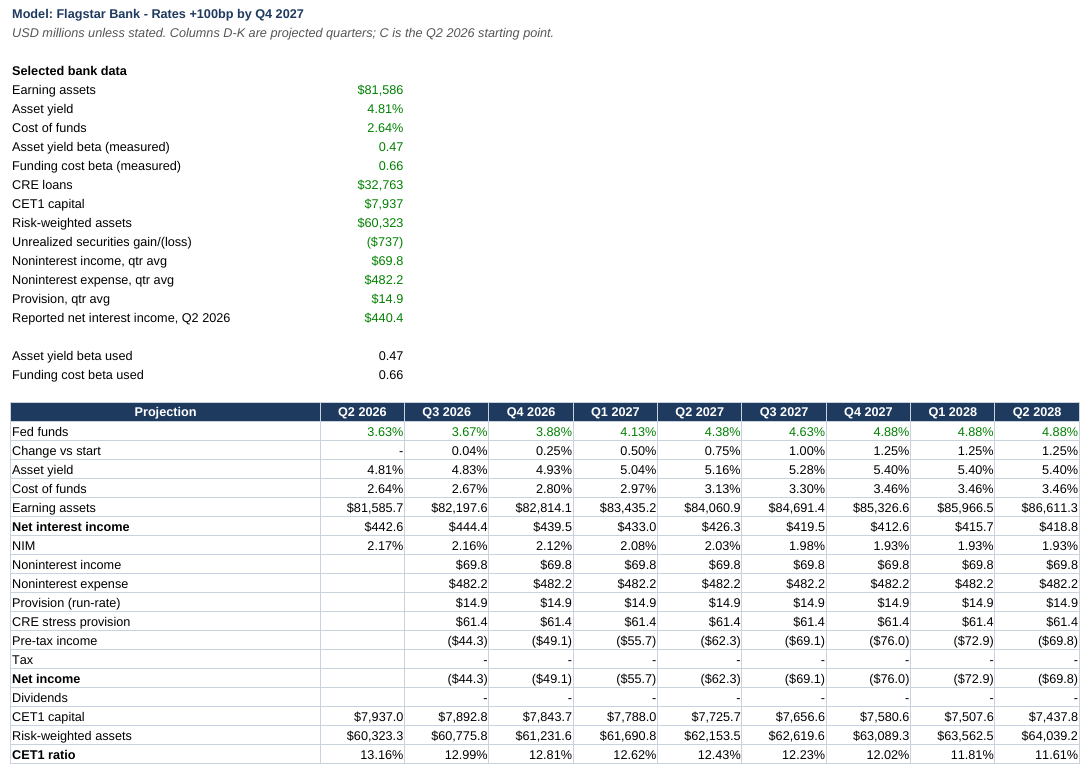 Model: Flagstar Bank - Rates +100bp by Q4 2027
USD millions unless stated. Columns D-K are projected quarters; C is the Q2 2026 starting point.
Selected bank data
Earning assets $81,586
Asset yield 4.81%
Cost of funds 2.64%
Asset yield beta (measured) 0.47
Funding cost beta (measured) 0.66
CRE loans $32,763
CET1 capital $7,937
Risk-weighted assets $60,323
Unrealized securities gain/(loss) ($737)
Noninterest income, qtr avg $69.8
Noninterest expense, qtr avg $482.2
Provision, qtr avg $14.9
Reported net interest income, Q2 2026 $440.4
Asset yield beta used 0.47
Funding cost beta used 0.66
Projection Q2 2026 Q3 2026 Q4 2026 Q1 2027 Q2 2027 Q3 2027 Q4 2027 Q1 2028 Q2 2028
Fed funds 3.63% 3.67% 3.88% 4.13% 4.38% 4.63% 4.88% 4.88% 4.88%
Change vs start - 0.04% 0.25% 0.50% 0.75% 1.00% 1.25% 1.25% 1.25%
Asset yield 4.81% 4.83% 4.93% 5.04% 5.16% 5.28% 5.40% 5.40% 5.40%
Cost of funds 2.64% 2.67% 2.80% 2.97% 3.13% 3.30% 3.46% 3.46% 3.46%
Earning assets $81,585.7 $82,197.6 $82,814.1 $83,435.2 $84,060.9 $84,691.4 $85,326.6 $85,966.5 $86,611.3
Net interest income $442.6 $444.4 $439.5 $433.0 $426.3 $419.5 $412.6 $415.7 $418.8
NIM 2.17% 2.16% 2.12% 2.08% 2.03% 1.98% 1.93% 1.93% 1.93%
Noninterest income $69.8 $69.8 $69.8 $69.8 $69.8 $69.8 $69.8 $69.8
Noninterest expense $482.2 $482.2 $482.2 $482.2 $482.2 $482.2 $482.2 $482.2
Provision (run-rate) $14.9 $14.9 $14.9 $14.9 $14.9 $14.9 $14.9 $14.9
CRE stress provision $61.4 $61.4 $61.4 $61.4 $61.4 $61.4 $61.4 $61.4
Pre-tax income ($44.3) ($49.1) ($55.7) ($62.3) ($69.1) ($76.0) ($72.9) ($69.8)
Tax - - - - - - - -
Net income ($44.3) ($49.1) ($55.7) ($62.3) ($69.1) ($76.0) ($72.9) ($69.8)
Dividends - - - - - - - -
CET1 capital $7,937.0 $7,892.8 $7,843.7 $7,788.0 $7,725.7 $7,656.6 $7,580.6 $7,507.6 $7,437.8
Risk-weighted assets $60,323.3 $60,775.8 $61,231.6 $61,690.8 $62,153.5 $62,619.6 $63,089.3 $63,562.5 $64,039.2
CET1 ratio 13.16% 12.99% 12.81% 12.62% 12.43% 12.23% 12.02% 11.81% 11.61%